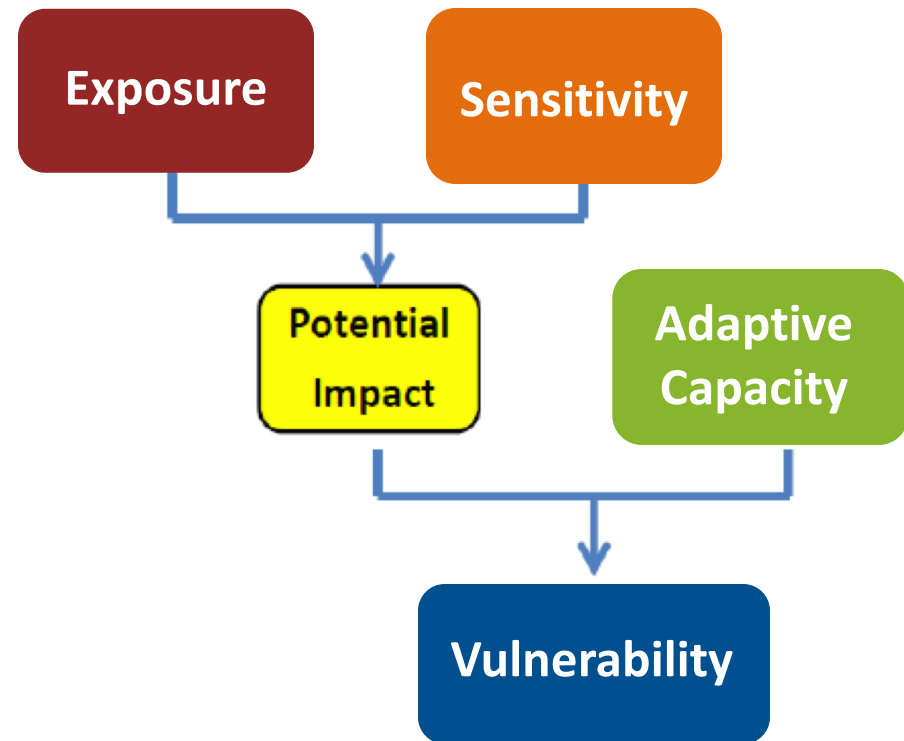 Exposure
Sensitivity
Potential
Impact
Adaptive
Capacity
Vulnerability